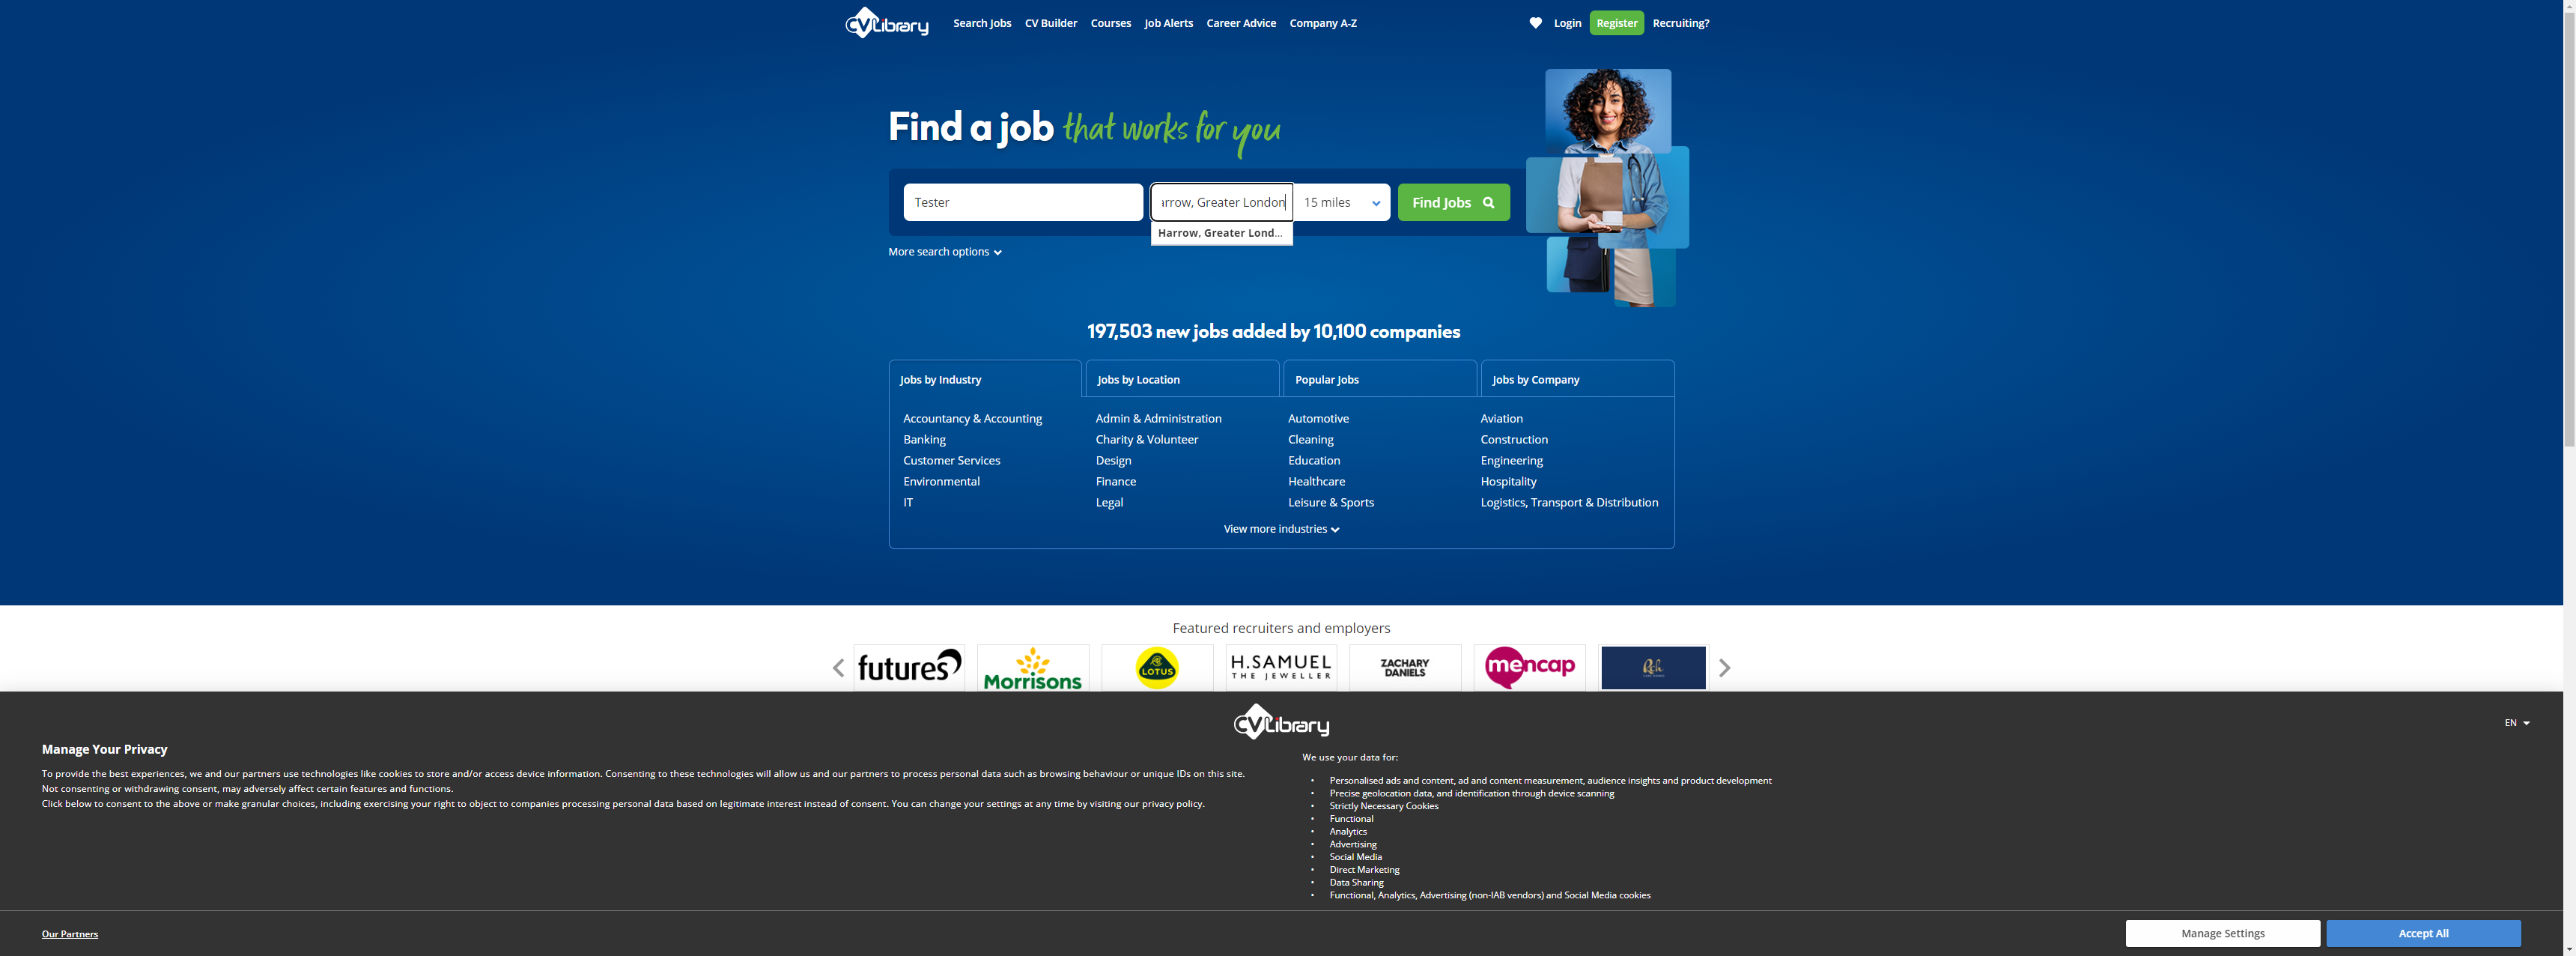 CVLibrary
Search Jobs CV Builder Courses Job Alerts Career Advice Company A-Z
Login Register Recruiting?
Find a job that works for you
Tester
arrow, Greater London
15 miles
Find Jobs
Harrow, Greater Lond...
More search options
197,503 new jobs added by 10,100 companies
Jobs by Industry Jobs by Location Popular Jobs Jobs by Company
Accountancy & Accounting Admin & Administration Automotive Aviation
Banking Charity & Volunteer Cleaning Construction
Customer Services Design Education Engineering
Environmental Finance Healthcare Hospitality
IT Legal Leisure & Sports Logistics, Transport & Distribution
View more industries
Featured recruiters and employers
futures
Morrisons
LOTUS
H.SAMUEL
THE JEWELLER
ZACHARY
DANIELS
mencap
Rch
CVLibrary
EN
Manage Your Privacy
To provide the best experiences, we and our partners use technologies like cookies to store and/or access device information. Consenting to these technologies will allow us and our partners to process personal data such as browsing behaviour or unique IDs on this site.
Not consenting or withdrawing consent, may adversely affect certain features and functions.
Click below to consent to the above or make granular choices, including exercising your right to object to companies processing personal data based on legitimate interest instead of consent. You can change your settings at any time by visiting our privacy policy.
We use your data for:
• Personalised ads and content, ad and content measurement, audience insights and product development
• Precise geolocation data, and identification through device scanning
• Strictly Necessary Cookies
• Functional
• Analytics
• Advertising
• Social Media
• Direct Marketing
• Data Sharing
• Functional, Analytics, Advertising (non-IAB vendors) and Social Media cookies
Our Partners
Manage Settings
Accept All